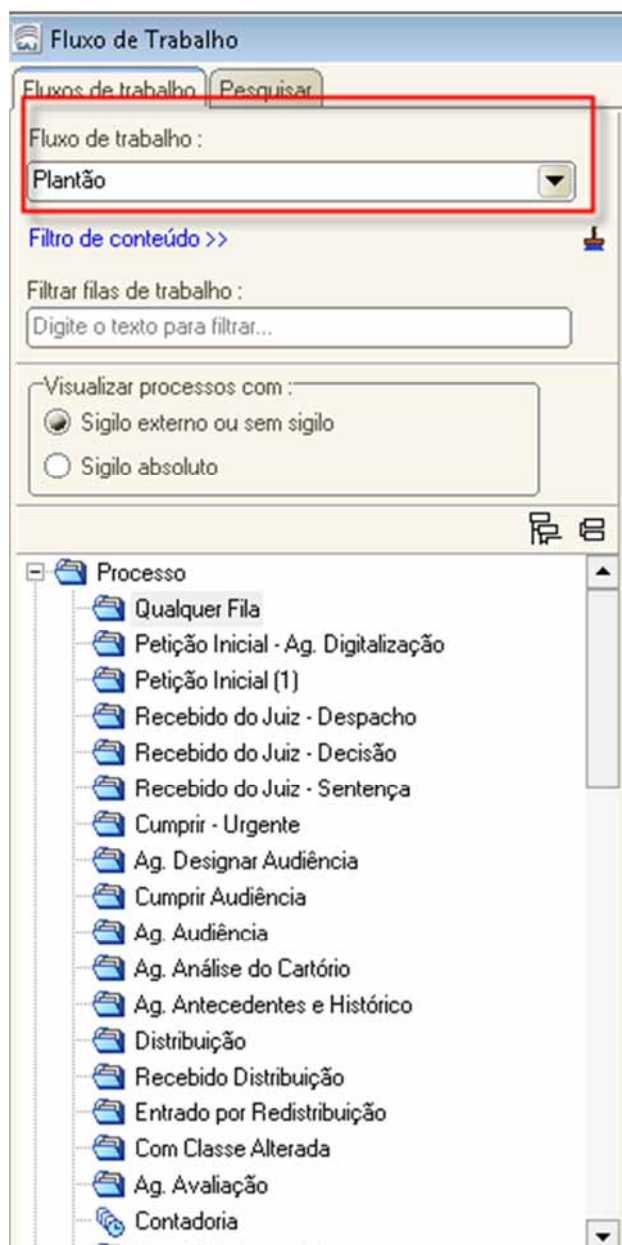 Fluxo de Trabalho
Fluxos de trabalho Pesquisar
Fluxo de trabalho :
Plantão
Filtro de conteúdo >>
Filtrar filas de trabalho :
Digite o texto para filtrar...
Visualizar processos com :
Sigilo externo ou sem sigilo
Sigilo absoluto
Processo
Qualquer Fila
Petição Inicial - Ag. Digitalização
Petição Inicial (1)
Recebido do Juiz - Despacho
Recebido do Juiz - Decisão
Recebido do Juiz - Sentença
Cumprir - Urgente
Ag. Designar Audiência
Cumprir Audiência
Ag. Audiência
Ag. Análise do Cartório
Ag. Antecedentes e Histórico
Distribuição
Recebido Distribuição
Entrado por Redistribuição
Com Classe Alterada
Ag. Avaliação
Contadoria